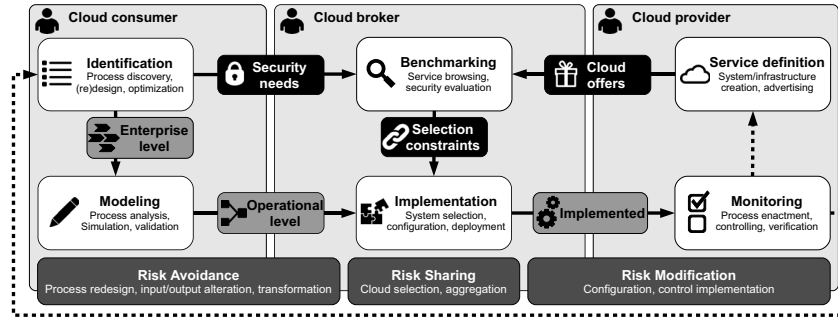 Cloud consumer
Cloud broker
Cloud provider
Identification
Process discovery,
(re)design, optimization
Security
needs
Benchmarking
Service browsing,
security evaluation
Cloud
offers
Service definition
System/infrastructure
creation, advertising
Enterprise
level
Selection
constraints
Modeling
Process analysis,
Simulation, validation
Operational
level
Implementation
System selection,
configuration, deployment
Implemented
Monitoring
Process enactment,
controlling, verification
Risk Avoidance
Process redesign, input/output alteration, transformation
Risk Sharing
Cloud selection, aggregation
Risk Modification
Configuration, control implementation